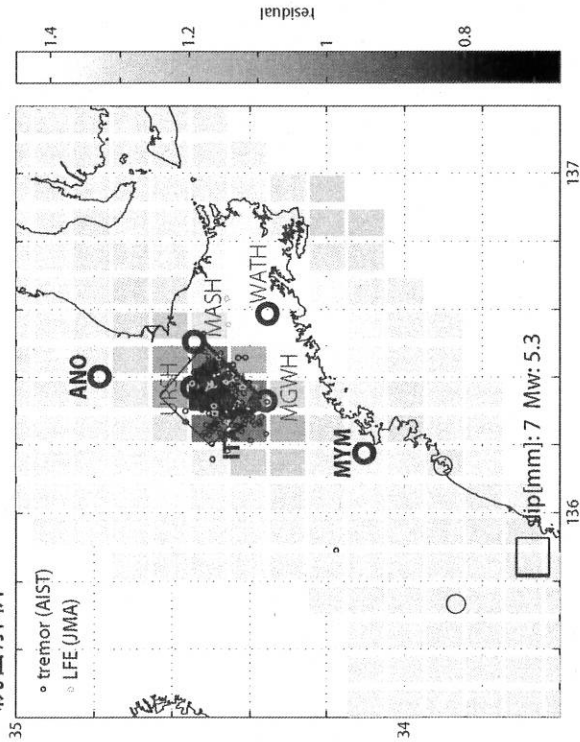 tremor (AIST)
LFE (JMA)
ANO
URSH
MASH
WATH
MGWH
MYM
slip[mm]: 7 Mw: 5.3
35
34
136
137
1.4
1.2
1
0.8
residual